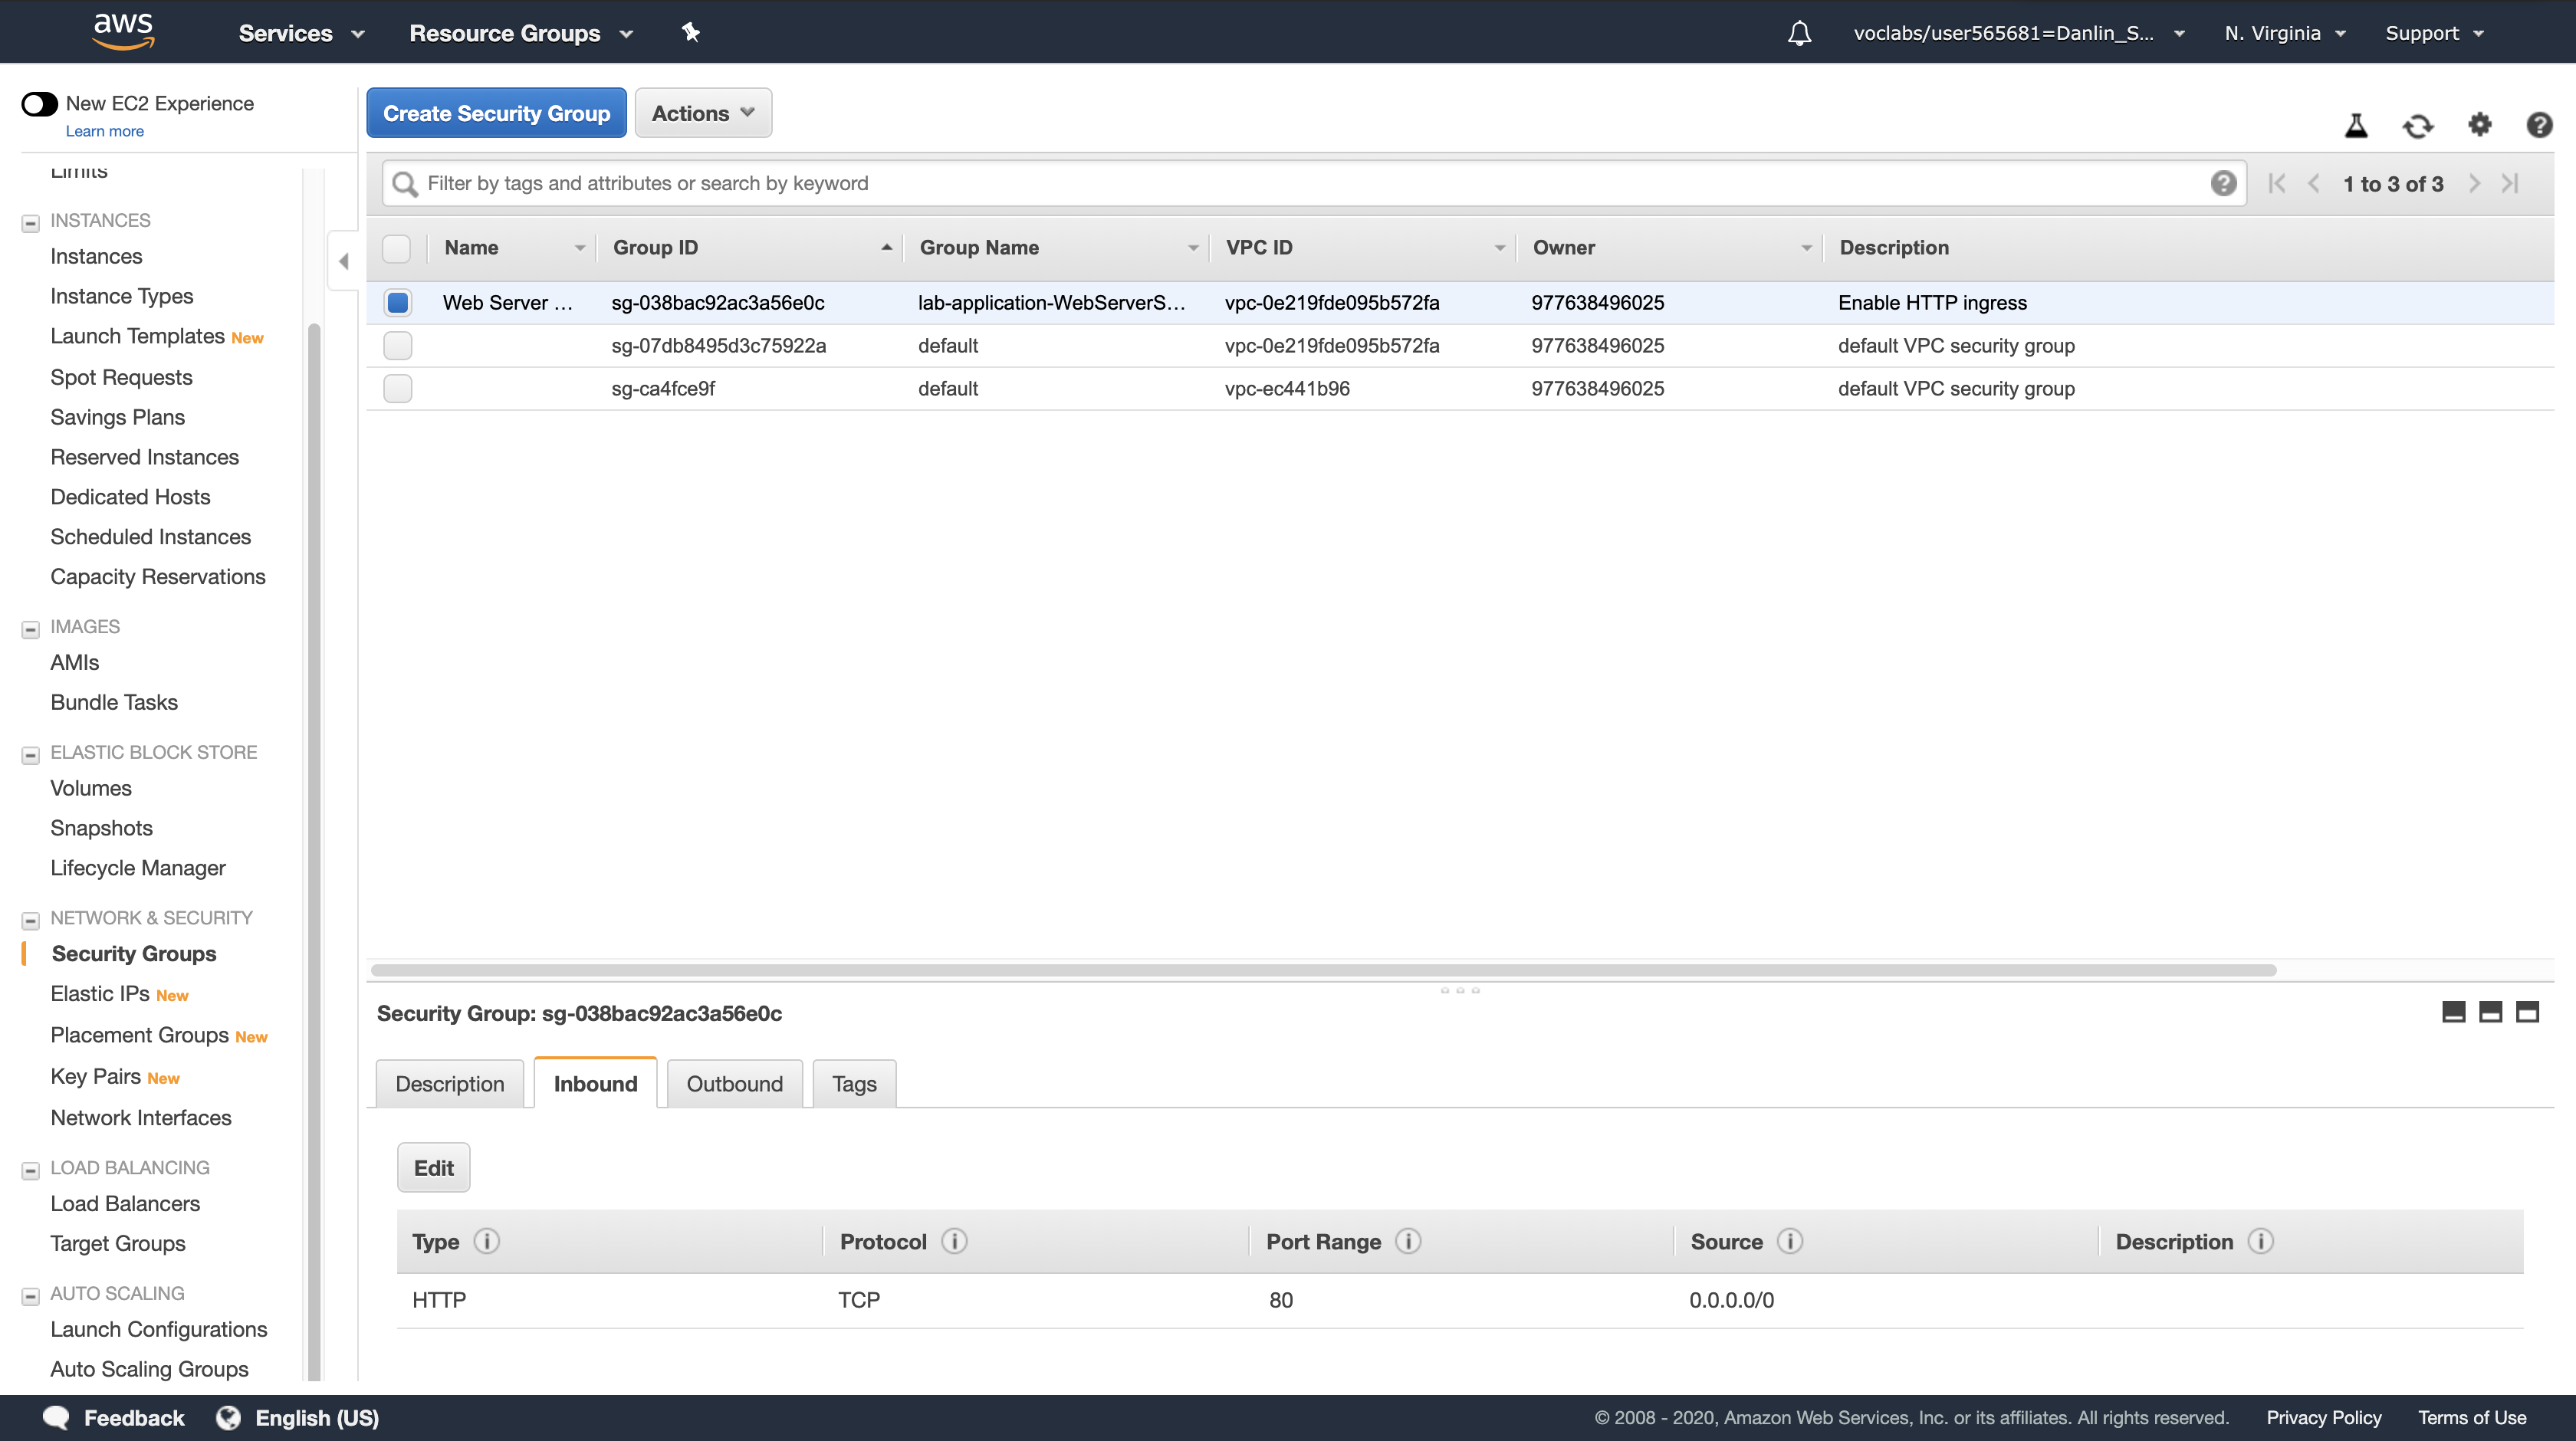 aws Services Resource Groups voclabs/user565681=Danlin_S... N. Virginia Support
New EC2 Experience
Learn more
Limits
INSTANCES
Instances
Instance Types
Launch Templates New
Spot Requests
Savings Plans
Reserved Instances
Dedicated Hosts
Scheduled Instances
Capacity Reservations
IMAGES
AMIs
Bundle Tasks
ELASTIC BLOCK STORE
Volumes
Snapshots
Lifecycle Manager
NETWORK & SECURITY
Security Groups
Elastic IPs New
Placement Groups New
Key Pairs New
Network Interfaces
LOAD BALANCING
Load Balancers
Target Groups
AUTO SCALING
Launch Configurations
Auto Scaling Groups
Create Security Group Actions
Filter by tags and attributes or search by keyword 1 to 3 of 3
Name Group ID Group Name VPC ID Owner Description
Web Server ... sg-038bac92ac3a56e0c lab-application-WebServerS... vpc-0e219fde095b572fa 977638496025 Enable HTTP ingress
sg-07db8495d3c75922a default vpc-0e219fde095b572fa 977638496025 default VPC security group
sg-ca4fce9f default vpc-ec441b96 977638496025 default VPC security group
Security Group: sg-038bac92ac3a56e0c
Description Inbound Outbound Tags
Edit
Type Protocol Port Range Source Description
HTTP TCP 80 0.0.0.0/0
Feedback English (US) © 2008 - 2020, Amazon Web Services, Inc. or its affiliates. All rights reserved. Privacy Policy Terms of Use